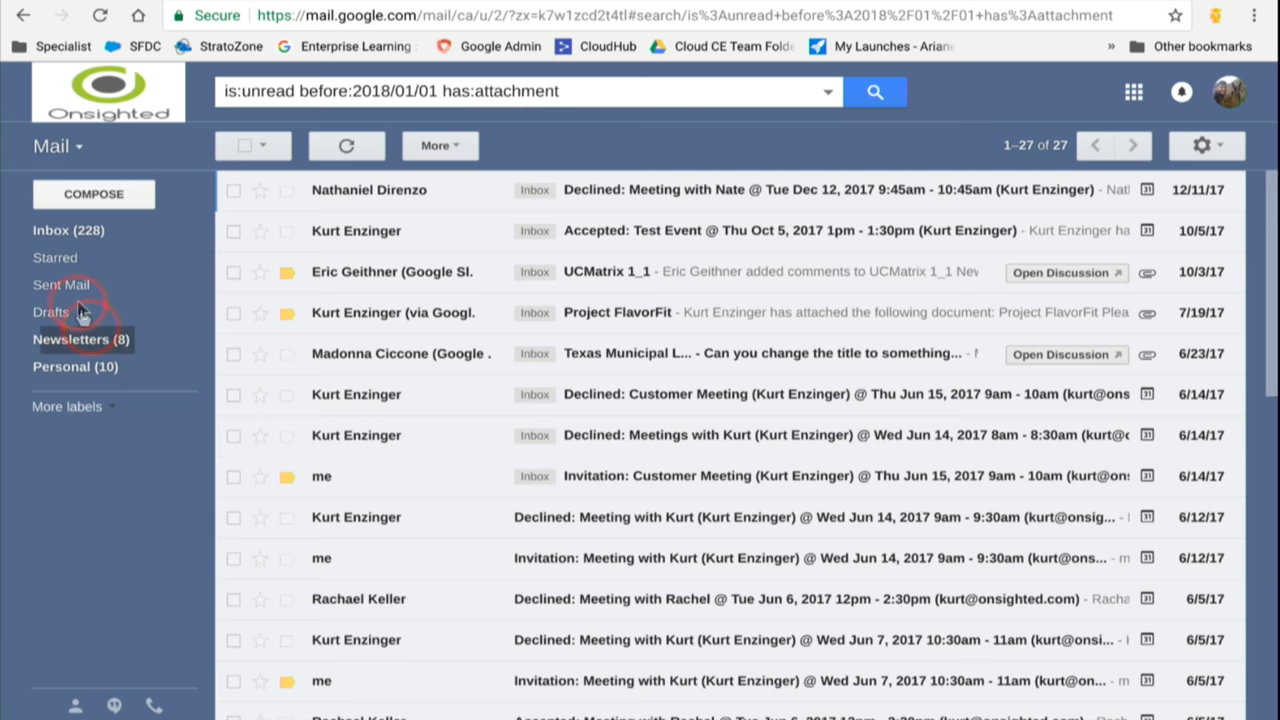 Secure https://mail.google.com/mail/ca/u/2/?zx=k7w1zcd2t4tl#search/is%3Aunread+before%3A2018%2F01%2F01+has%3Aattachment
Specialist SFDC StratoZone Enterprise Learning Google Admin CloudHub Cloud CE Team Folde My Launches - Ariane » Other bookmarks
Onsighted
is:unread before:2018/01/01 has:attachment
Mail More 1–27 of 27
COMPOSE
Inbox (228)
Starred
Sent Mail
Drafts
Newsletters (8)
Personal (10)
More labels
Nathaniel Direnzo Inbox Declined: Meeting with Nate @ Tue Dec 12, 2017 9:45am - 10:45am (Kurt Enzinger) - Nat 31 12/11/17
Kurt Enzinger Inbox Accepted: Test Event @ Thu Oct 5, 2017 1pm - 1:30pm (Kurt Enzinger) - Kurt Enzinger ha 31 10/5/17
Eric Geithner (Google Sl. Inbox UCMatrix 1_1 - Eric Geithner added comments to UCMatrix 1_1 New Open Discussion 10/3/17
Kurt Enzinger (via Googl. Inbox Project FlavorFit - Kurt Enzinger has attached the following document: Project FlavorFit Plea 7/19/17
Madonna Ciccone (Google . Inbox Texas Municipal L... - Can you change the title to something... - Open Discussion 6/23/17
Kurt Enzinger Inbox Declined: Customer Meeting (Kurt Enzinger) @ Thu Jun 15, 2017 9am - 10am (kurt@ons 31 6/14/17
Kurt Enzinger Inbox Declined: Meetings with Kurt (Kurt Enzinger) @ Wed Jun 14, 2017 8am - 8:30am (kurt@ 31 6/14/17
me Inbox Invitation: Customer Meeting (Kurt Enzinger) @ Thu Jun 15, 2017 9am - 10am (kurt@ons 31 6/14/17
Kurt Enzinger Declined: Meeting with Kurt (Kurt Enzinger) @ Wed Jun 14, 2017 9am - 9:30am (kurt@onsig... - 31 6/12/17
me Invitation: Meeting with Kurt (Kurt Enzinger) @ Wed Jun 14, 2017 9am - 9:30am (kurt@ons... - m 31 6/12/17
Rachael Keller Declined: Meeting with Rachel @ Tue Jun 6, 2017 12pm - 2:30pm (kurt@onsighted.com) - Racha 31 6/5/17
Kurt Enzinger Declined: Meeting with Kurt (Kurt Enzinger) @ Wed Jun 7, 2017 10:30am - 11am (kurt@onsi... - 31 6/5/17
me Invitation: Meeting with Kurt (Kurt Enzinger) @ Wed Jun 7, 2017 10:30am - 11am (kurt@on... - m 31 6/5/17